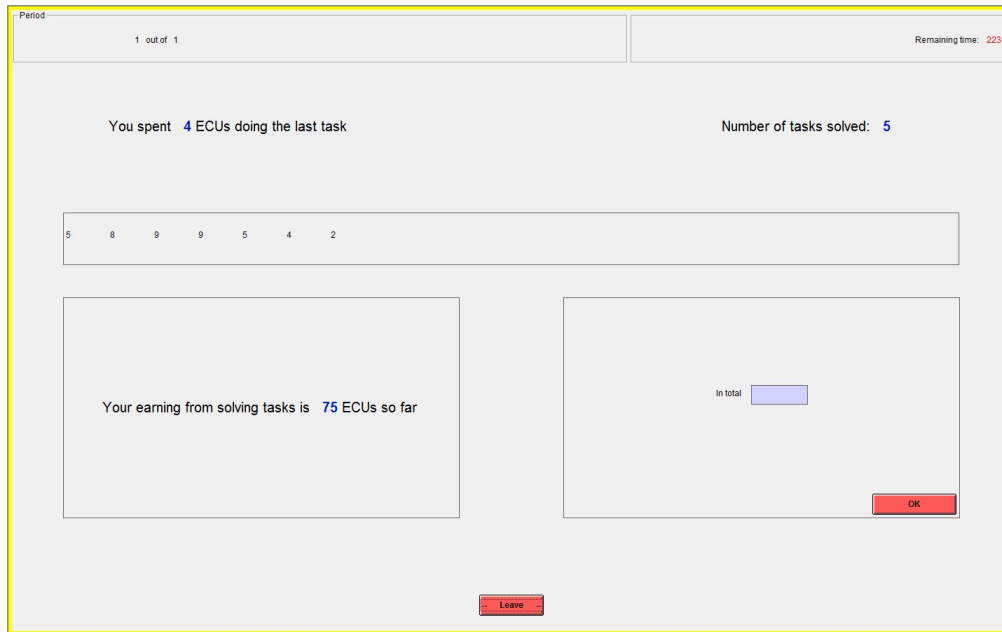 Period
1 out of 1
Remaining time: 223
You spent 4 ECUs doing the last task
Number of tasks solved: 5
5 8 9 9 5 4 2
Your earning from solving tasks is 75 ECUs so far
In total
OK
Leave